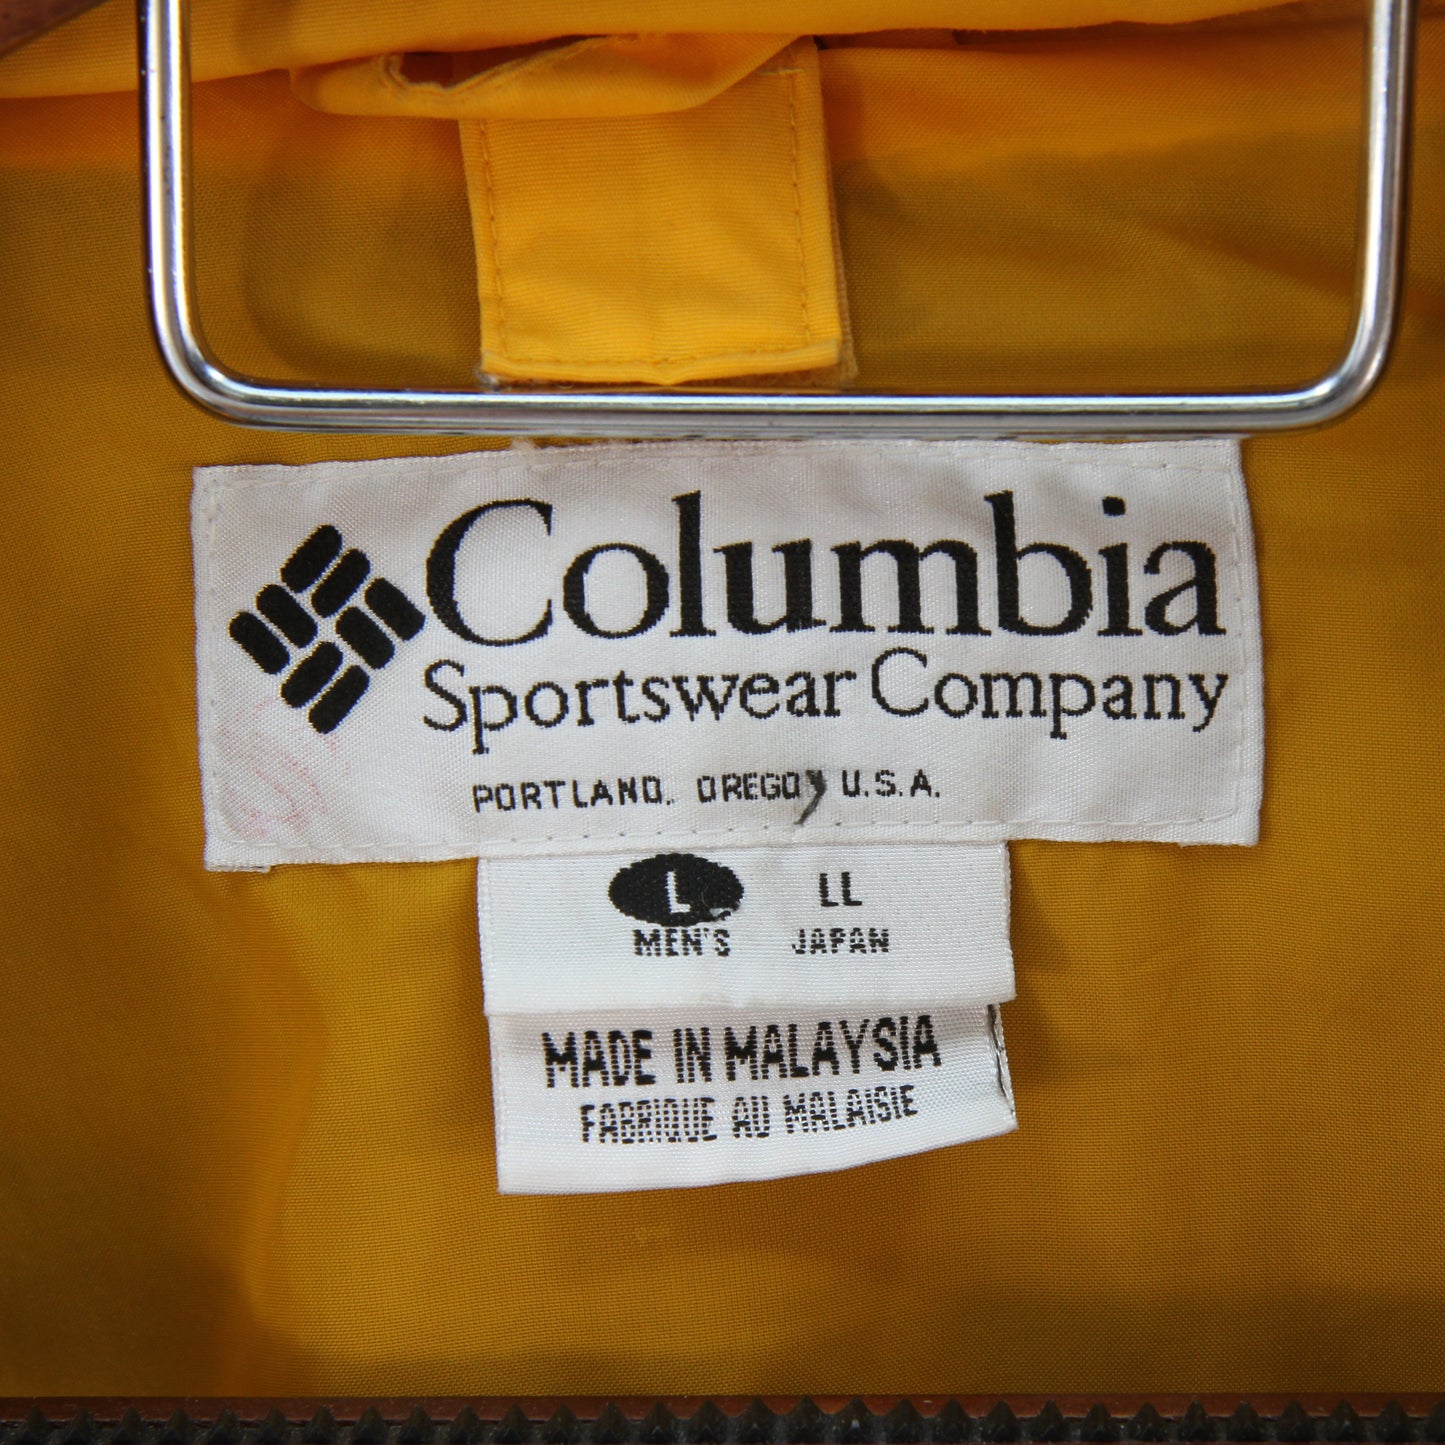 Columbia
Sportswear Company
PORTLAND, OREGON U.S.A.
L LL
MEN'S JAPAN
MADE IN MALAYSIA
FABRIQUE AU MALAISIE